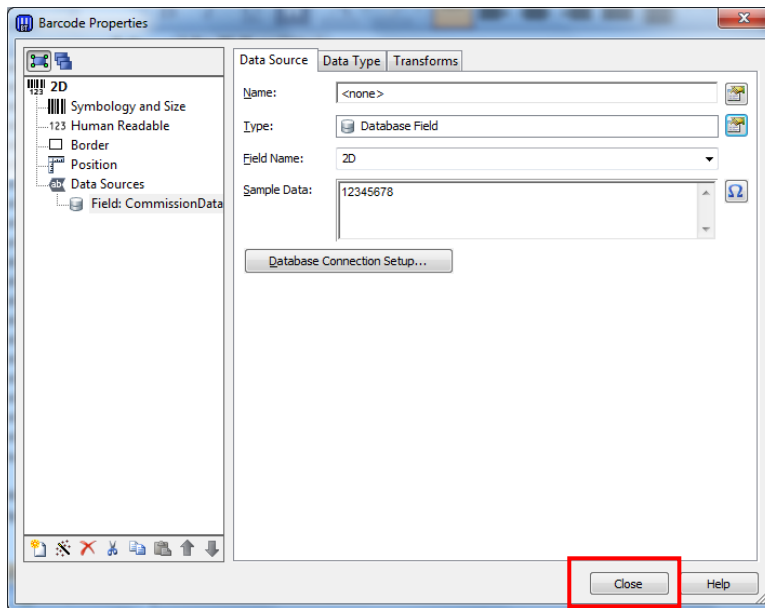 Barcode Properties
2D
Symbology and Size
123 Human Readable
Border
Position
Data Sources
Field: CommissionData
Data Source Data Type Transforms
Name: <none>
Type: Database Field
Field Name: 2D
Sample Data: 12345678
Database Connection Setup...
Close Help